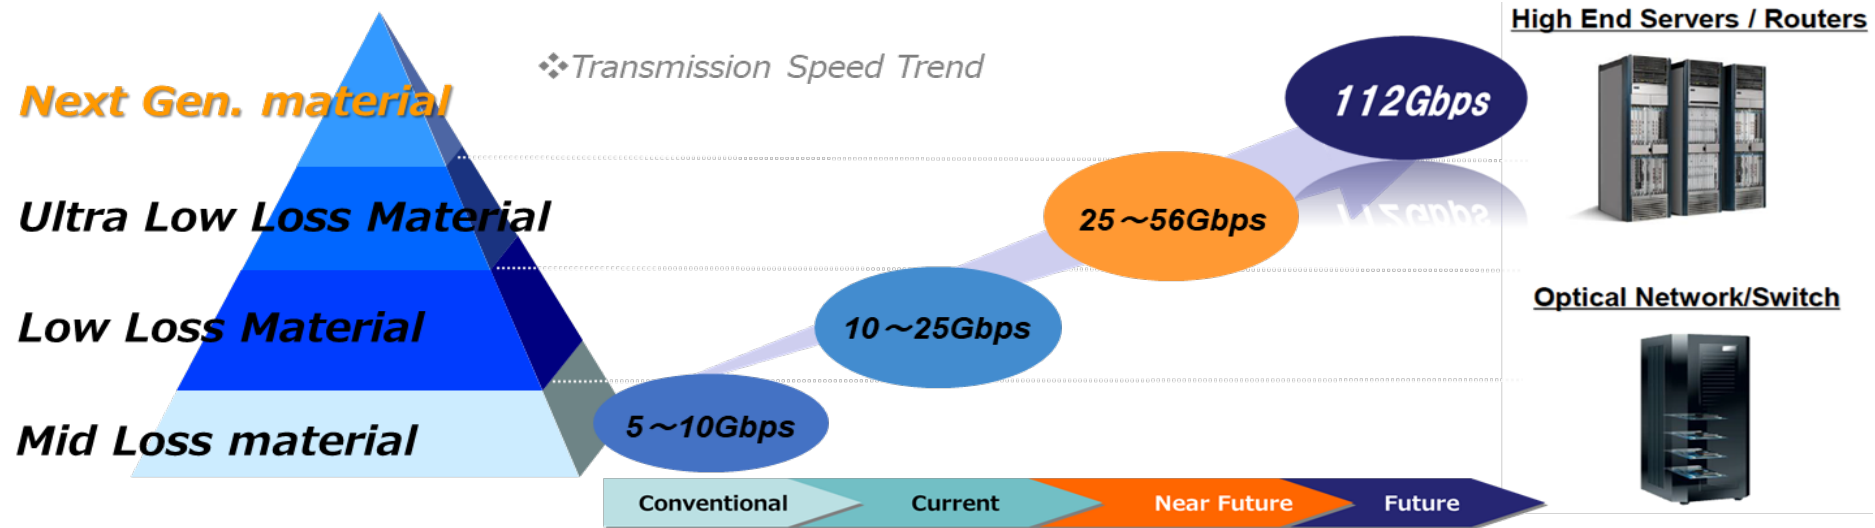 High End Servers / Routers
❖Transmission Speed Trend
Next Gen. material
112Gbps
Ultra Low Loss Material
25～56Gbps
Optical Network/Switch
Low Loss Material
10～25Gbps
Mid Loss material
5～10Gbps
Conventional
Current
Near Future
Future